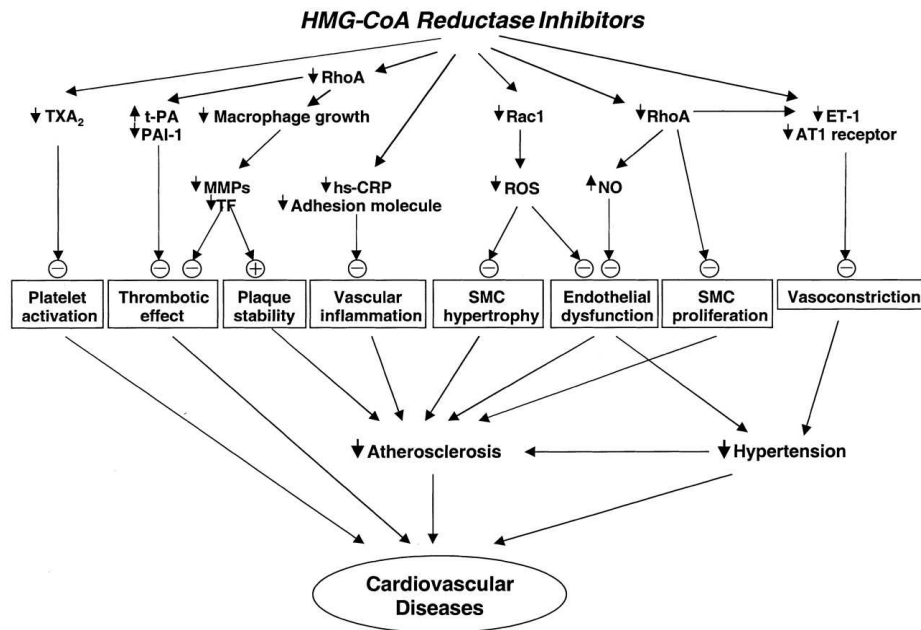 HMG-CoA Reductase Inhibitors
↓RhoA
↓TXA₂
↑t-PA
↓PAI-1
↓Macrophage growth
↓Rac1
↓RhoA
↓ET-1
↓AT1 receptor
↓MMPs
↓TF
↓hs-CRP
↓Adhesion molecule
↓ROS
↑NO
− − − + − − − − − −
Platelet
activation
Thrombotic
effect
Plaque
stability
Vascular
inflammation
SMC
hypertrophy
Endothelial
dysfunction
SMC
proliferation
Vasoconstriction
↓Atherosclerosis
↓Hypertension
Cardiovascular
Diseases